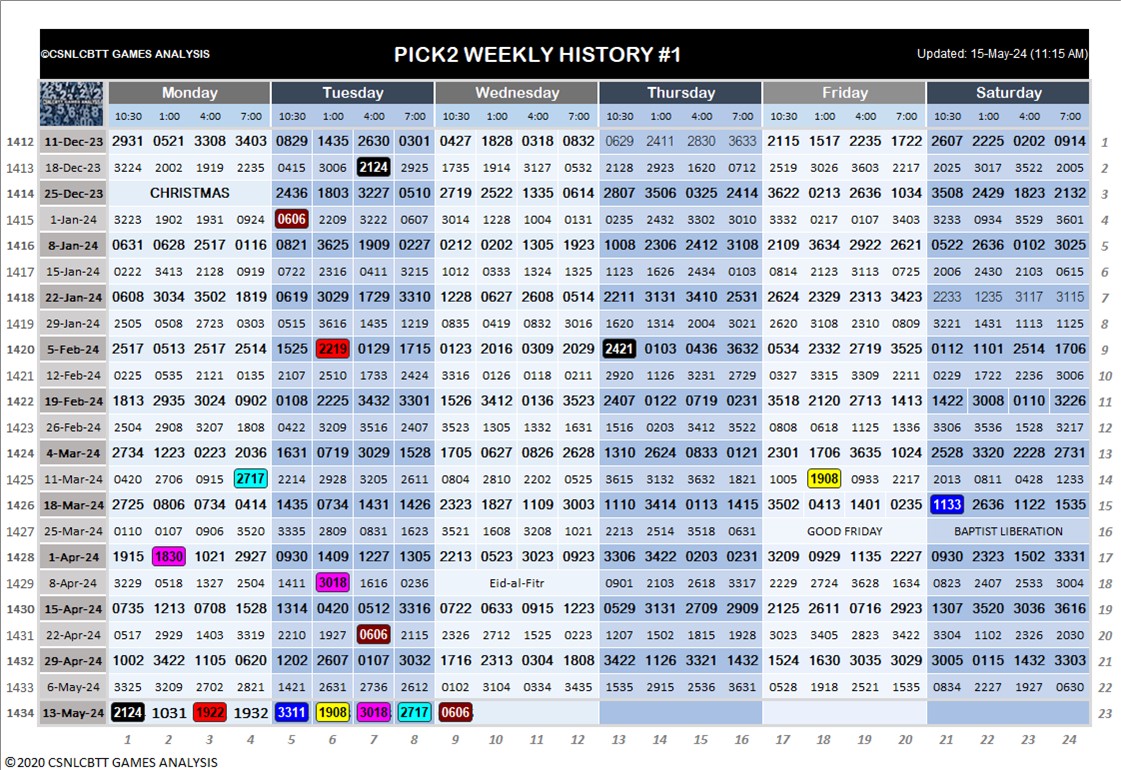 ©CSNLCBTT GAMES ANALYSIS PICK2 WEEKLY HISTORY #1 Updated: 15-May-24 (11:15 AM)
Monday Tuesday Wednesday Thursday Friday Saturday
10:30 1:00 4:00 7:00 10:30 1:00 4:00 7:00 10:30 1:00 4:00 7:00 10:30 1:00 4:00 7:00 10:30 1:00 4:00 7:00 10:30 1:00 4:00 7:00
1412 11-Dec-23 2931 0521 3308 3403 0829 1435 2630 0301 0427 1828 0318 0832 0629 2411 2830 3633 2115 1517 2235 1722 2607 2225 0202 0914 1
1413 18-Dec-23 3224 2002 1919 2235 0415 3006 2124 2925 1735 1914 3127 0532 2128 2923 1620 0712 2519 3026 3603 2217 2025 3017 3522 2005 2
1414 25-Dec-23 CHRISTMAS 2436 1803 3227 0510 2719 2522 1335 0614 2807 3506 0325 2414 3622 0213 2636 1034 3508 2429 1823 2132 3
1415 1-Jan-24 3223 1902 1931 0924 0606 2209 3222 0607 3014 1228 1004 0131 0235 2432 3302 0210 3332 0217 0107 3403 3233 0934 3529 3601 4
1416 8-Jan-24 0631 0628 2517 0116 0821 3625 1909 0227 0212 0202 1305 1923 1008 2306 2412 3108 2109 3634 2922 2621 0522 2636 0102 3025 5
1417 15-Jan-24 0222 3413 2128 0919 0722 2316 0411 3215 1012 0333 1324 1325 1123 1626 2434 0103 0814 2123 3113 0725 2006 2430 2103 0615 6
1418 22-Jan-24 0608 3034 3502 1819 0619 3029 1729 3310 1228 0627 2608 0514 2211 3131 3410 2531 2624 2329 2313 3423 2233 1235 3117 3115 7
1419 29-Jan-24 2505 0508 2723 0303 0515 3616 1435 1219 0835 0419 0832 3016 1620 1314 2004 3021 2620 3108 2310 0809 3221 1431 1113 1125 8
1420 5-Feb-24 2517 0513 2517 2514 1525 2219 0129 1715 0123 2016 0309 2029 2421 0103 0436 3632 0534 2332 2719 3525 0112 1101 2514 1706 9
1421 12-Feb-24 0225 0535 2121 0135 2107 2510 1733 2424 3316 0126 0118 0211 2920 1126 3231 2729 0327 3315 3309 2211 0229 1722 2236 3006 10
1422 19-Feb-24 1813 2935 3024 0902 0108 2225 3432 3301 1526 3412 0136 3523 2407 0122 0719 0231 3518 2120 2713 1413 1422 3008 0110 3226 11
1423 26-Feb-24 2504 2908 3207 1808 0422 3209 3516 2407 3523 1305 1332 1631 1516 0203 3412 3522 0808 0618 1125 1336 3306 3536 1528 3217 12
1424 4-Mar-24 2734 1223 0223 2036 1631 0719 3029 1528 1705 0627 0826 2628 1310 2624 0833 0121 2301 1706 3635 1024 2528 3320 2228 2731 13
1425 11-Mar-24 0420 2706 0915 2717 2214 2928 3205 2611 0804 2810 2202 0525 3615 3132 3632 1821 1005 1908 0933 2217 2013 0811 0428 1233 14
1426 18-Mar-24 2725 0806 0734 0414 1435 0734 1431 1426 2323 1827 1109 3003 1110 3414 0113 1415 3502 0413 1401 0235 1133 2636 1122 1535 15
1427 25-Mar-24 0110 0107 0906 3520 3335 2809 0831 1623 3521 1608 3208 1021 2213 2514 3518 0631 GOOD FRIDAY BAPTIST LIBERATION 16
1428 1-Apr-24 1915 1830 1021 2927 0930 1409 1227 1305 2213 0523 3023 0923 3306 3422 0203 0231 3209 0929 1135 2227 0930 2323 1502 3331 17
1429 8-Apr-24 3229 0518 1327 2504 1411 3018 1616 0236 Eid-al-Fitr 0901 2103 2618 3317 2229 2724 3628 1634 0823 2407 2533 3004 18
1430 15-Apr-24 0735 1213 0708 1528 1314 0420 0512 3316 0722 0633 0915 1223 0529 3131 2709 2909 2125 2611 0716 2923 1307 3520 3036 3616 19
1431 22-Apr-24 0517 2929 1403 3319 2210 1927 0606 2115 2326 2712 1525 0223 1207 1502 1815 1928 3023 3405 2823 3422 3304 1102 2326 2030 20
1432 29-Apr-24 1002 3422 1105 0620 1202 2607 0107 3032 1716 2313 0304 1808 3422 1126 3321 1432 1524 1630 3035 3029 3005 0115 1432 3303 21
1433 6-May-24 3325 3209 2702 2821 1421 2631 2736 2612 0102 3104 0334 3435 1535 2915 2536 3631 0528 1918 2521 1535 0834 2227 1927 0630 22
1434 13-May-24 2124 1031 1922 1932 3311 1908 3018 2717 0606 23
1 2 3 4 5 6 7 8 9 10 11 12 13 14 15 16 17 18 19 20 21 22 23 24
©2020 CSNLCBTT GAMES ANALYSIS